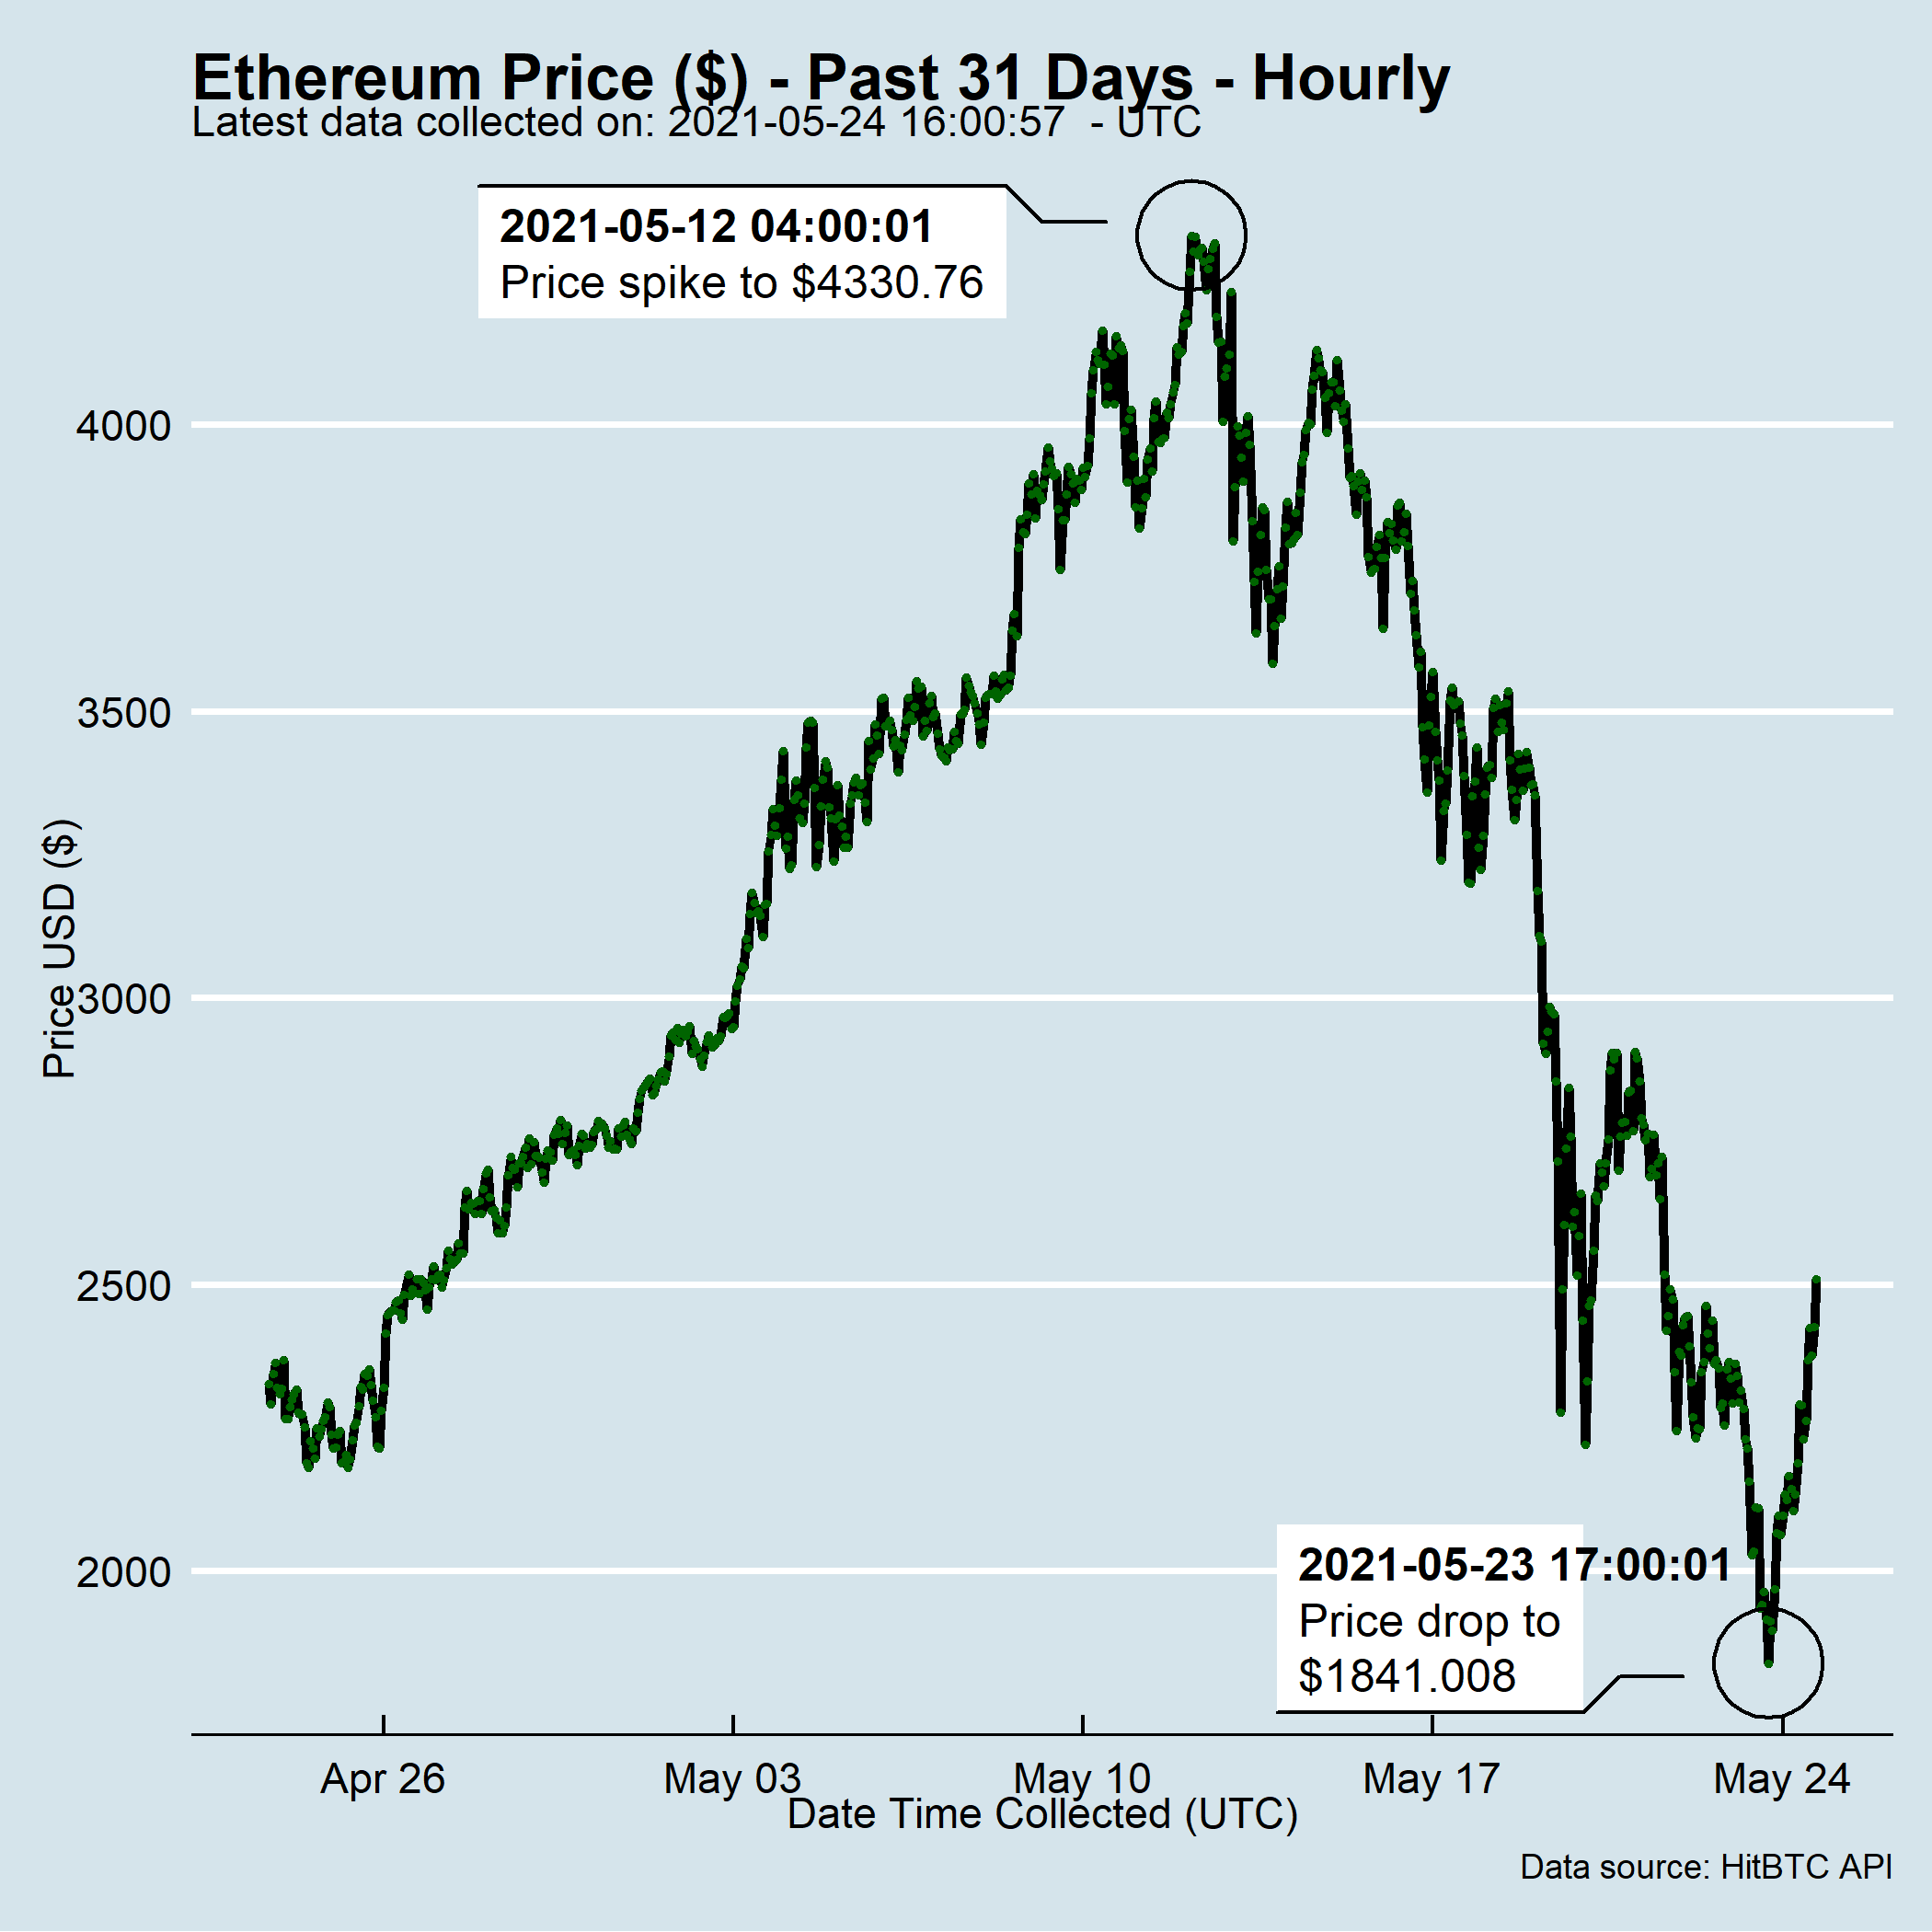 Ethereum Price ($) - Past 31 Days - Hourly
Latest data collected on: 2021-05-24 16:00:57  - UTC
2021-05-12 04:00:01
Price spike to $4330.76
4000
3500
3000
2500
2000
Price USD ($)
2021-05-23 17:00:01
Price drop to
$1841.008
Apr 26
May 03
May 10
May 17
May 24
Date Time Collected (UTC)
Data source: HitBTC API